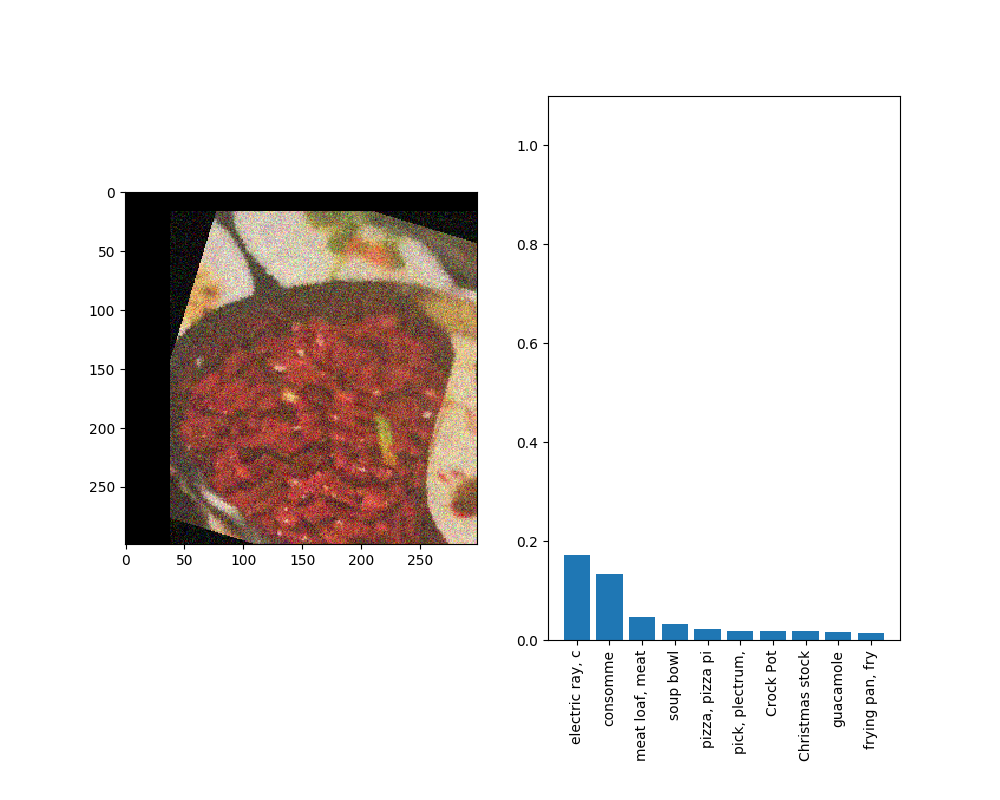 0
50
100
150
200
250
0 50 100 150 200 250
1.0
0.8
0.6
0.4
0.2
0.0
electric ray, c
consomme
meat loaf, meat
soup bowl
pizza, pizza pi
pick, plectrum,
Crock Pot
Christmas stock
guacamole
frying pan, fry